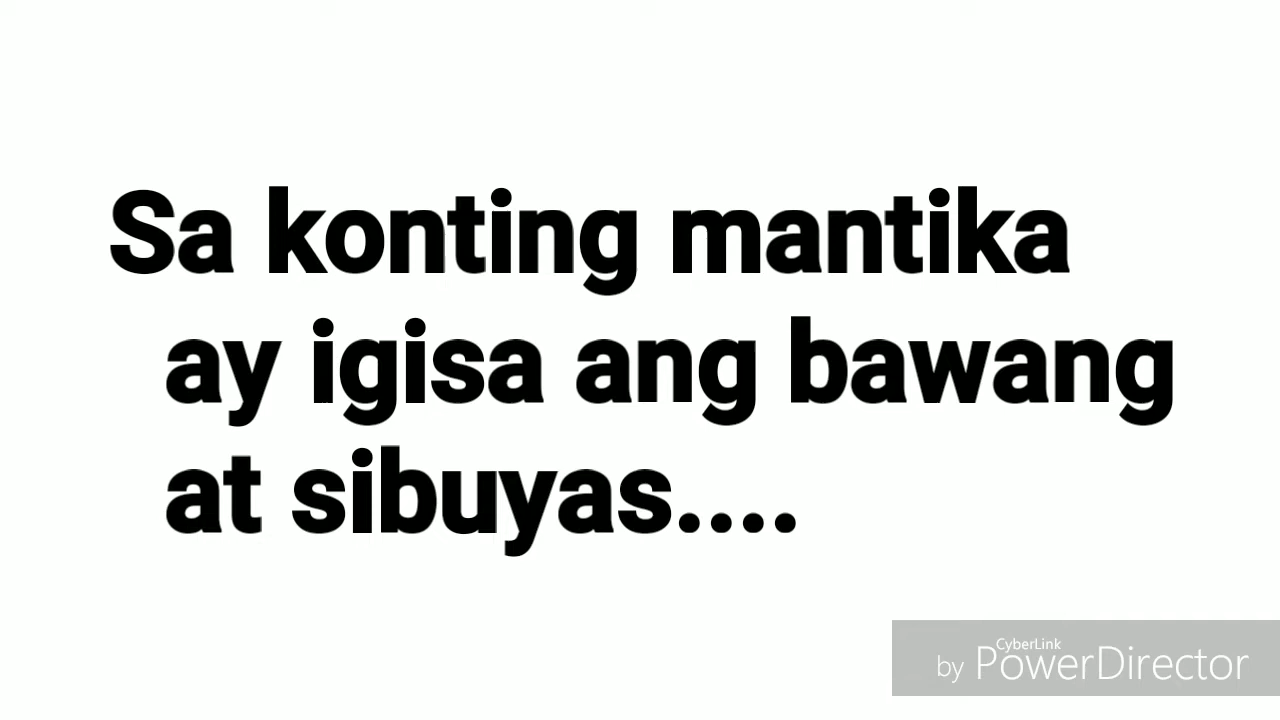 Sa konting mantika
ay igisa ang bawang
at sibuyas....
CyberLink
by PowerDirector